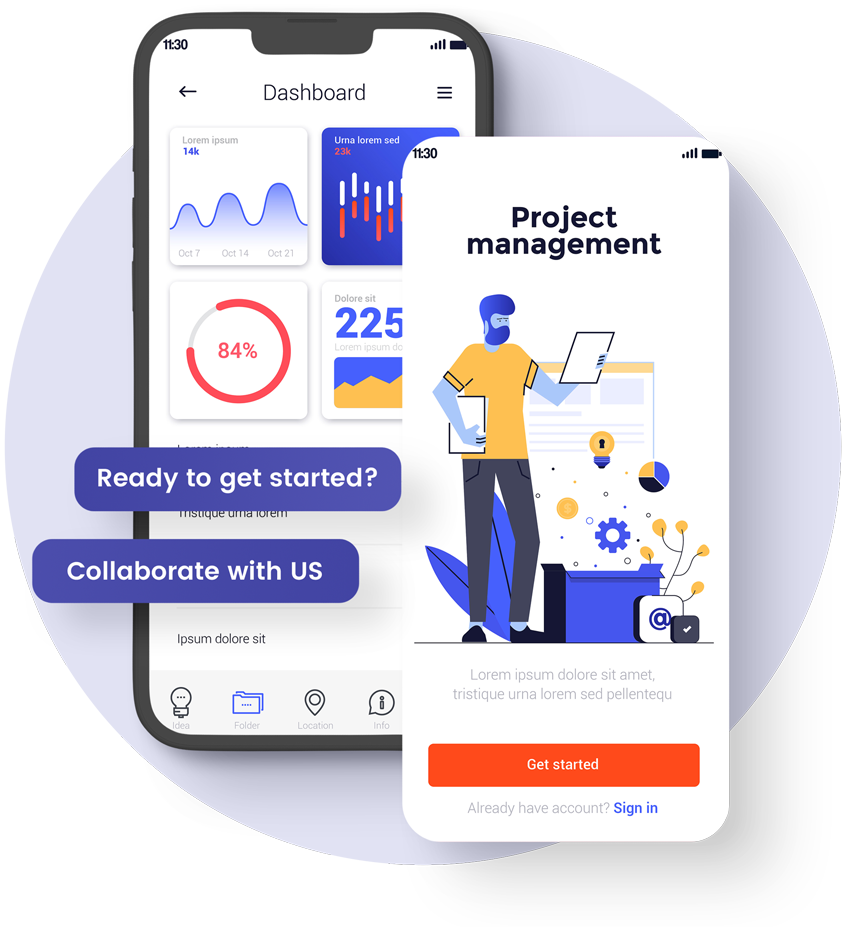 11:30
Dashboard
Lorem ipsum
14k
Oct 7 Oct 14 Oct 21
Urna lorem sed
23k
84%
Dolore sit
225
Lorem ipsum do
Lorem ipsum
Ready to get started?
Tristique urna lorem
Collaborate with US
Ipsum dolore sit
Idea Folder Location Info
11:30
Project
management
@
Lorem ipsum dolor sit amet,
tristique urna lorem sed pellentequ
Get started
Already have account? Sign in